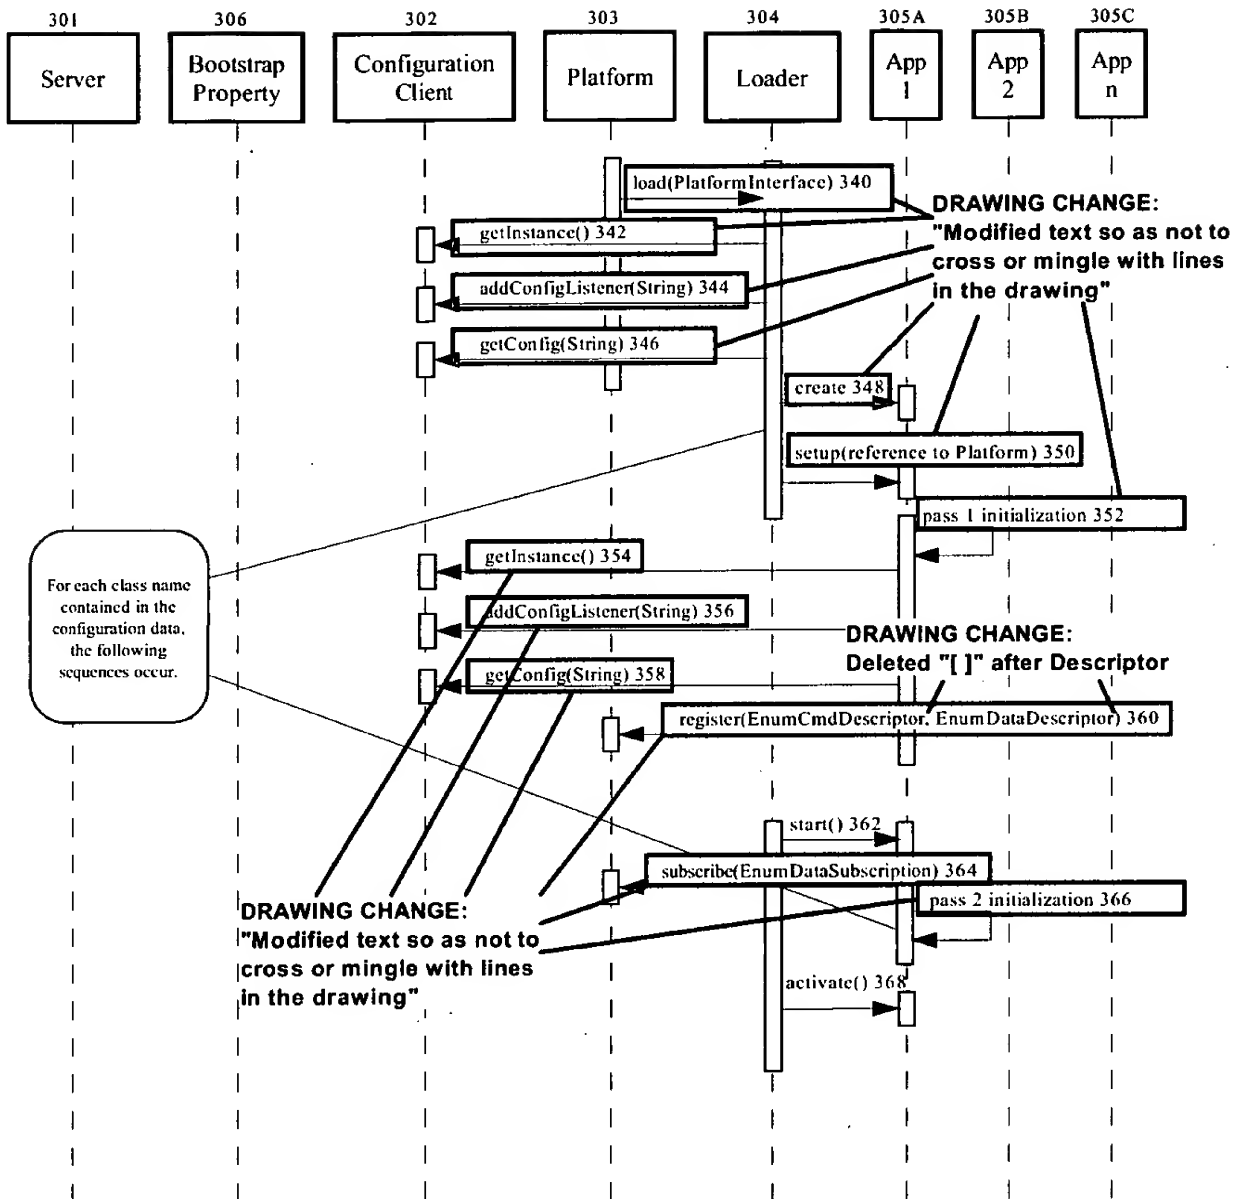 301 306 302 303 304 305A 305B 305C
Server
Bootstrap
Property
Configuration
Client
Platform
Loader
App
1
App
2
App
n
load(PlatformInterface) 340
DRAWING CHANGE:
"Modified text so as not to
cross or mingle with lines
in the drawing"
getInstance() 342
addConfigListener(String) 344
getConfig(String) 346
create 348
setup(reference to Platform) 350
pass 1 initialization 352
getInstance() 354
For each class name
contained in the
configuration data,
the following
sequences occur.
addConfigListener(String) 356
DRAWING CHANGE:
Deleted "[ ]" after Descriptor
getConfig(String) 358
register(EnumCmdDescriptor, EnumDataDescriptor) 360
start() 362
subscribe(EnumDataSubscription) 364
pass 2 initialization 366
DRAWING CHANGE:
"Modified text so as not to
cross or mingle with lines
in the drawing"
activate() 368